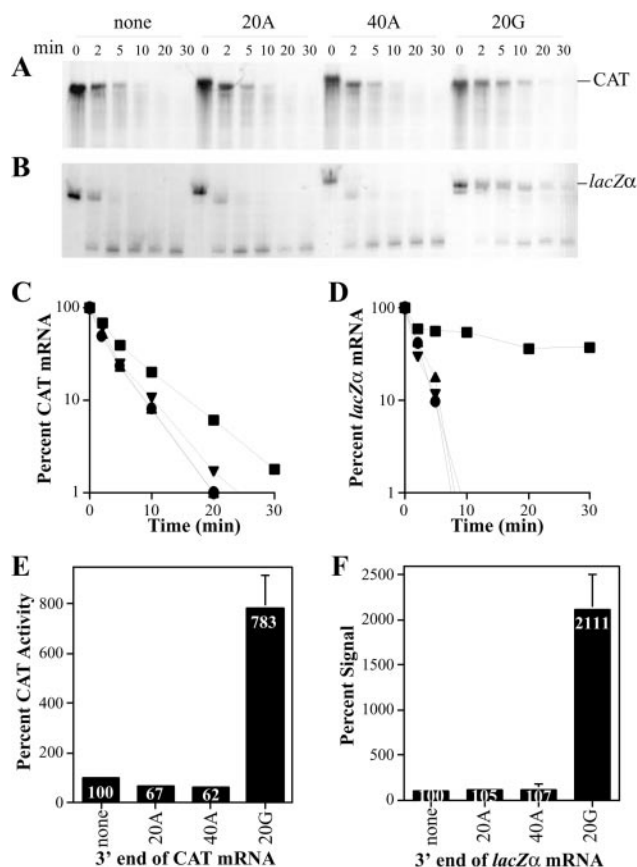 none 20A 40A 20G
min 0 2 5 10 20 30 0 2 5 10 20 30 0 2 5 10 20 30 0 2 5 10 20 30
A
CAT
B
lacZα
C
Percent CAT mRNA
100
10
1
0 10 20 30
Time (min)
D
Percent lacZα mRNA
100
10
1
0 10 20 30
Time (min)
E
Percent CAT Activity
800
600
400
200
0
100 67 62 783
none 20A 40A 20G
3' end of CAT mRNA
F
Percent Signal
2500
2000
1500
1000
500
0
100 105 107 2111
none 20A 40A 20G
3' end of lacZα mRNA